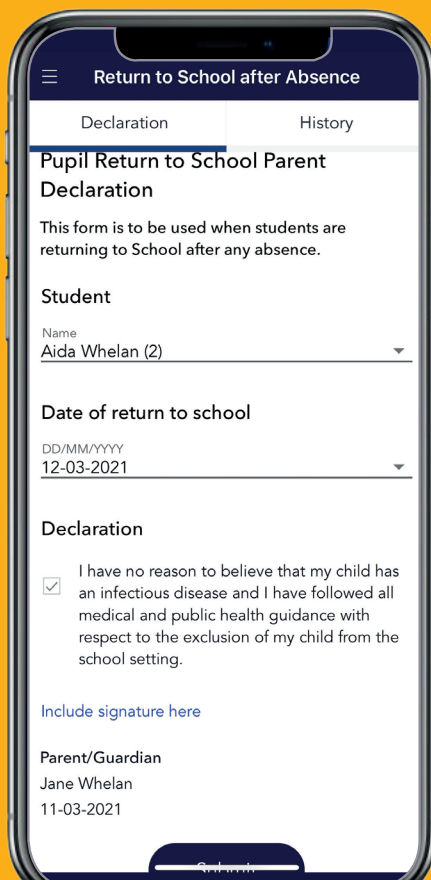 Return to School after Absence
Declaration
History
Pupil Return to School Parent
Declaration
This form is to be used when students are
returning to School after any absence.
Student
Name
Aida Whelan (2)
Date of return to school
DD/MM/YYYY
12-03-2021
Declaration
I have no reason to believe that my child has
an infectious disease and I have followed all
medical and public health guidance with
respect to the exclusion of my child from the
school setting.
Include signature here
Parent/Guardian
Jane Whelan
11-03-2021
Submit